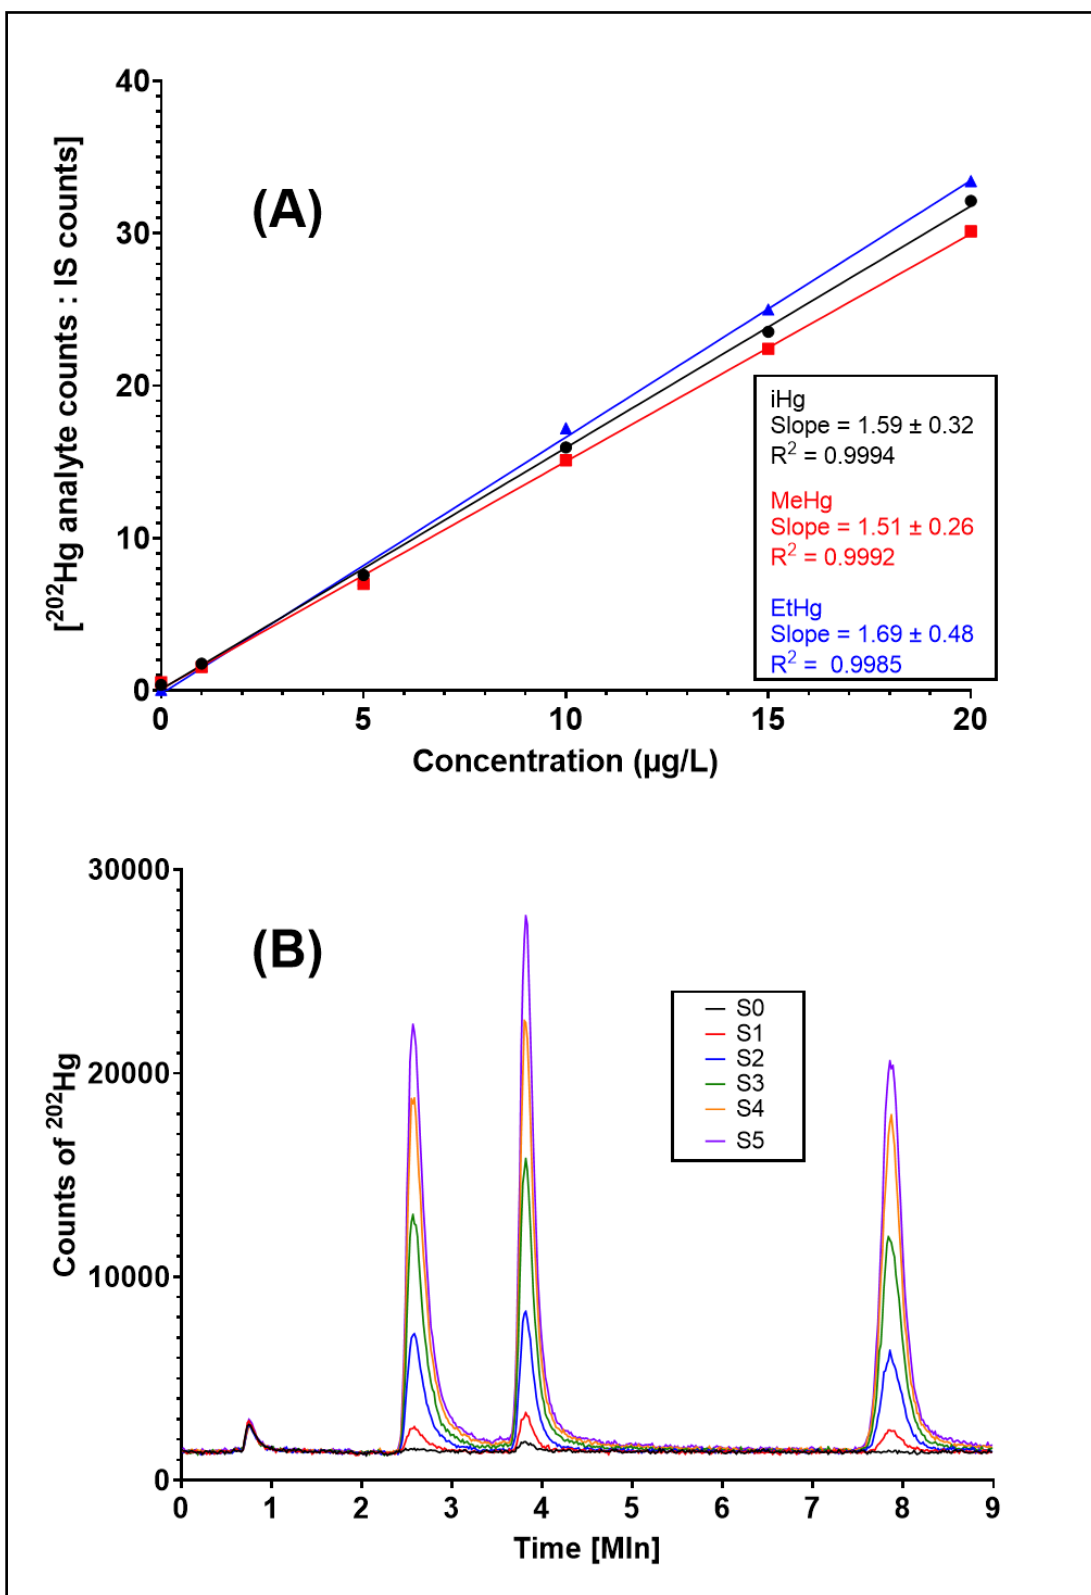 40
30
20
10
0
[²⁰²Hg analyte counts : IS counts]
(A)
iHg
Slope = 1.59 ± 0.32
R² = 0.9994
MeHg
Slope = 1.51 ± 0.26
R² = 0.9992
EtHg
Slope = 1.69 ± 0.48
R² = 0.9985
0 5 10 15 20
Concentration (µg/L)
30000
20000
10000
0
Counts of ²⁰²Hg
(B)
S0
S1
S2
S3
S4
S5
0 1 2 3 4 5 6 7 8 9
Time [MIn]